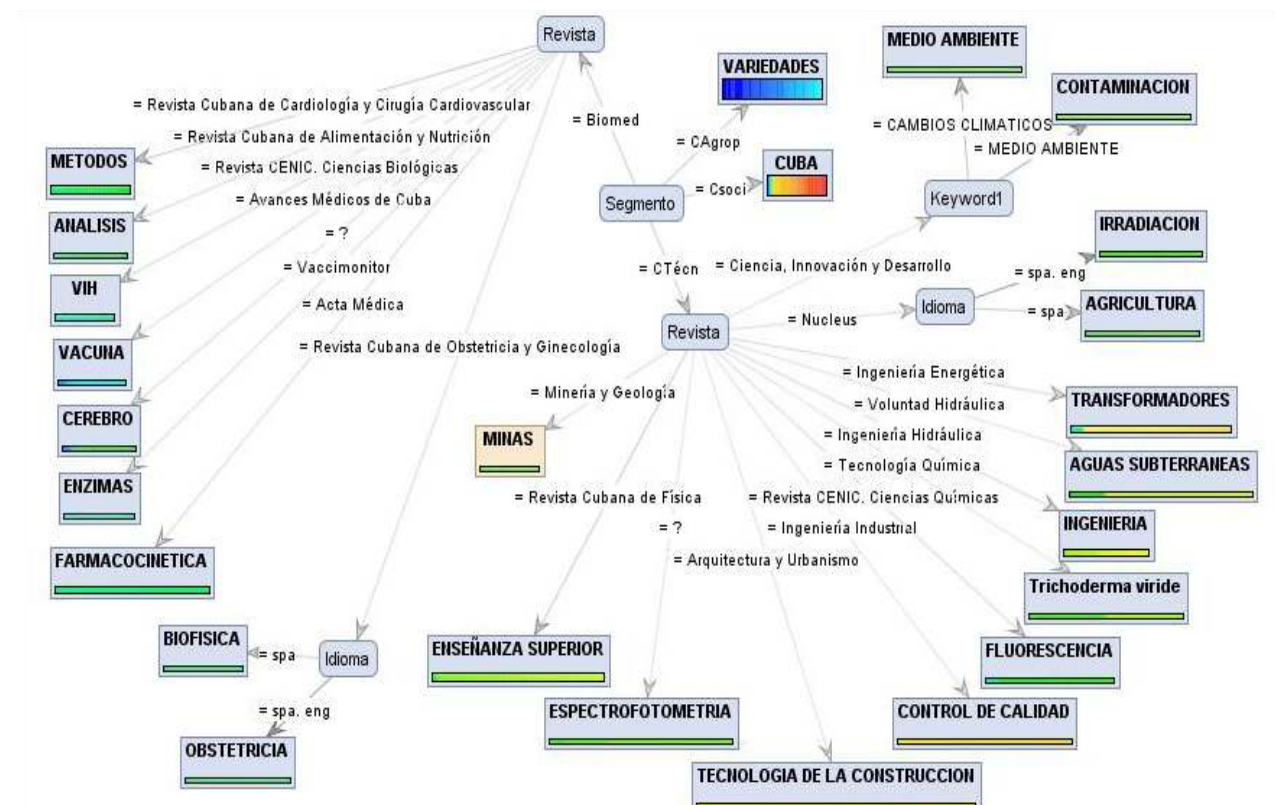 Revista
MEDIO AMBIENTE
VARIEDADES
CONTAMINACION
= Revista Cubana de Cardiología y Cirugía Cardiovascular
= Biomed
= CAMBIOS CLIMATICOS
= Revista Cubana de Alimentación y Nutrición
= CAgrop
= MEDIO AMBIENTE
METODOS
= Revista CENIC. Ciencias Biológicas
CUBA
= Csoci
Segmento
Keyword1
= Avances Médicos de Cuba
ANALISIS
IRRADIACION
= ?
= Vaccimonitor
= CTécn
= Ciencia, Innovación y Desarrollo
= spa. eng
VIH
= Acta Médica
Idioma
AGRICULTURA
= Nucleus
= spa
Revista
VACUNA
= Revista Cubana de Obstetricia y Ginecología
= Ingeniería Energética
= Minería y Geología
TRANSFORMADORES
= Voluntad Hidráulica
CEREBRO
MINAS
= Ingeniería Hidráulica
= Tecnología Química
AGUAS SUBTERRANEAS
ENZIMAS
= Revista Cubana de Física
= Revista CENIC. Ciencias Químicas
= ?
= Ingeniería Industrial
INGENIERIA
FARMACOCINETICA
= Arquitectura y Urbanismo
Trichoderma viride
BIOFISICA
= spa
Idioma
ENSEÑANZA SUPERIOR
FLUORESCENCIA
= spa. eng
ESPECTROFOTOMETRIA
CONTROL DE CALIDAD
OBSTETRICIA
TECNOLOGIA DE LA CONSTRUCCION